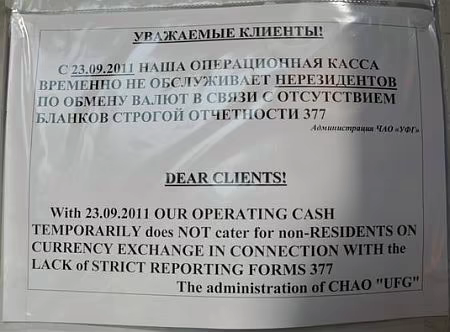 УВАЖАЕМЫЕ КЛИЕНТЫ!
С 23.09.2011 НАША ОПЕРАЦИОННАЯ КАССА
ВРЕМЕННО НЕ ОБСЛУЖИВАЕТ НЕРЕЗИДЕНТОВ
ПО ОБМЕНУ ВАЛЮТ В СВЯЗИ С ОТСУТСТВИЕМ
БЛАНКОВ СТРОГОЙ ОТЧЕТНОСТИ 377
Администрация ЧАО «УФГ»
DEAR CLIENTS!
With 23.09.2011 OUR OPERATING CASH
TEMPORARILY does NOT cater for non-RESIDENTS ON
CURRENCY EXCHANGE IN CONNECTION WITH the
LACK of STRICT REPORTING FORMS 377
The administration of CHAO "UFG"